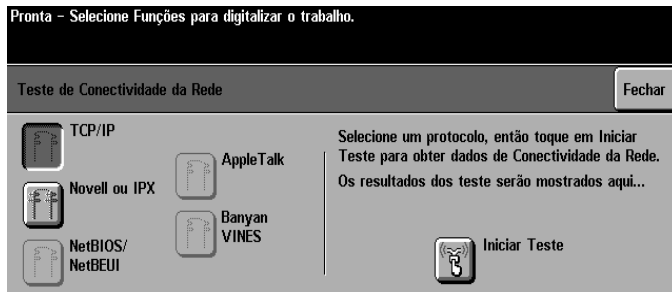 Pronta - Selecione Funções para digitalizar o trabalho.
Teste de Conectividade da Rede
Fechar
TCP/IP
Novell ou IPX
NetBIOS/
NetBEUI
AppleTalk
Banyan
VINES
Selecione um protocolo, então toque em Iniciar
Teste para obter dados de Conectividade da Rede.
Os resultados dos teste serão mostrados aqui...
Iniciar Teste